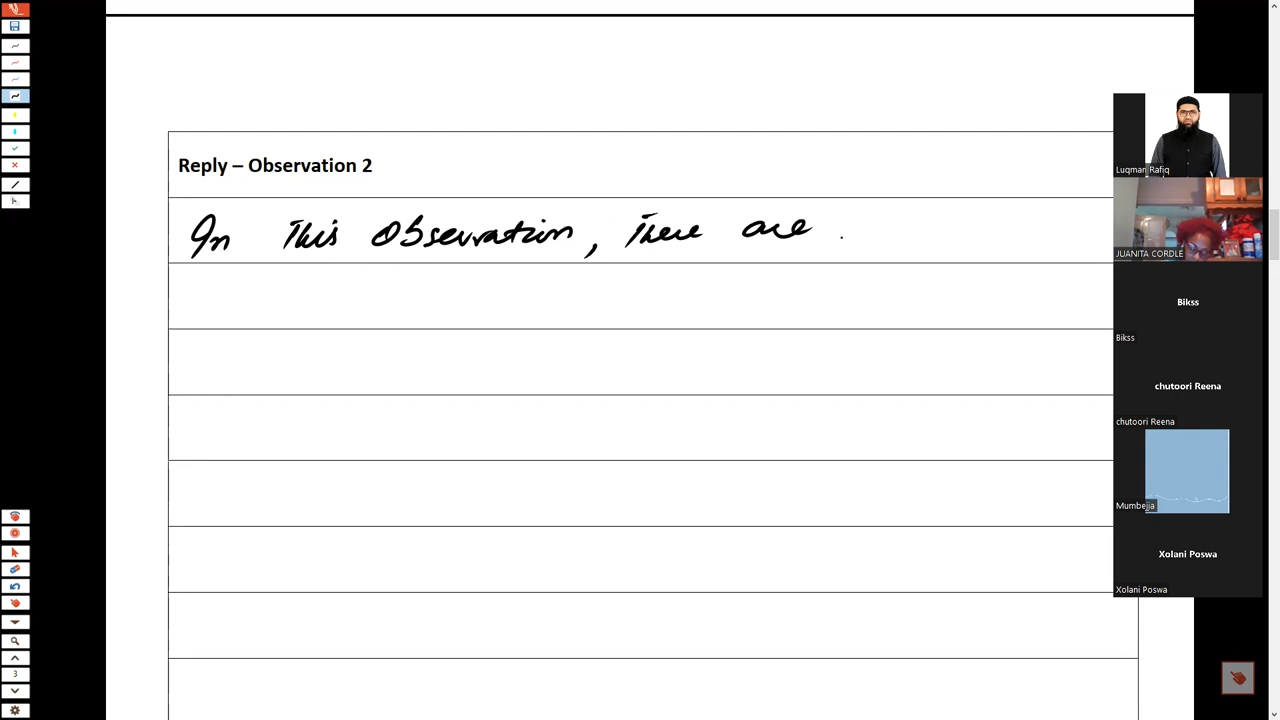 Reply – Observation 2
In This Observation, There are
Luqman Rafiq
JUANITA CORDLE
Bikss
Bikss
chutoori Reena
chutoori Reena
Mumbejja
Xolani Poswa
Xolani Poswa
3